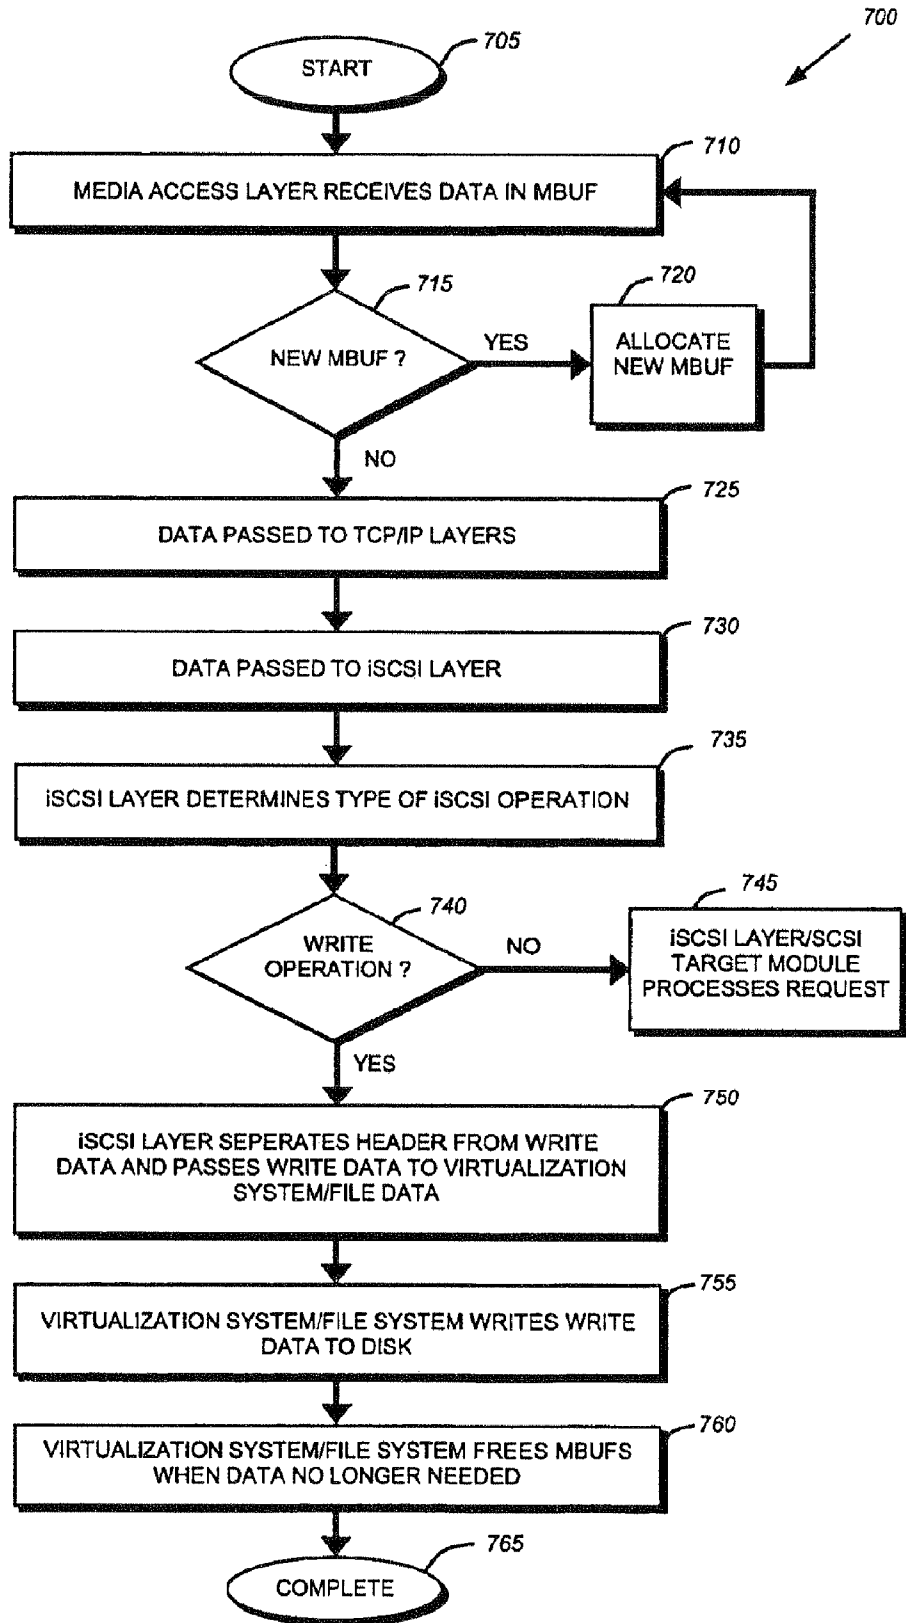 700
705
START
710
MEDIA ACCESS LAYER RECEIVES DATA IN MBUF
715
NEW MBUF ?
YES
720
ALLOCATE
NEW MBUF
NO
725
DATA PASSED TO TCP/IP LAYERS
730
DATA PASSED TO iSCSI LAYER
735
iSCSI LAYER DETERMINES TYPE OF iSCSI OPERATION
740
WRITE
OPERATION ?
NO
745
iSCSI LAYER/SCSI
TARGET MODULE
PROCESSES REQUEST
YES
750
iSCSI LAYER SEPERATES HEADER FROM WRITE
DATA AND PASSES WRITE DATA TO VIRTUALIZATION
SYSTEM/FILE DATA
755
VIRTUALIZATION SYSTEM/FILE SYSTEM WRITES WRITE
DATA TO DISK
760
VIRTUALIZATION SYSTEM/FILE SYSTEM FREES MBUFS
WHEN DATA NO LONGER NEEDED
765
COMPLETE